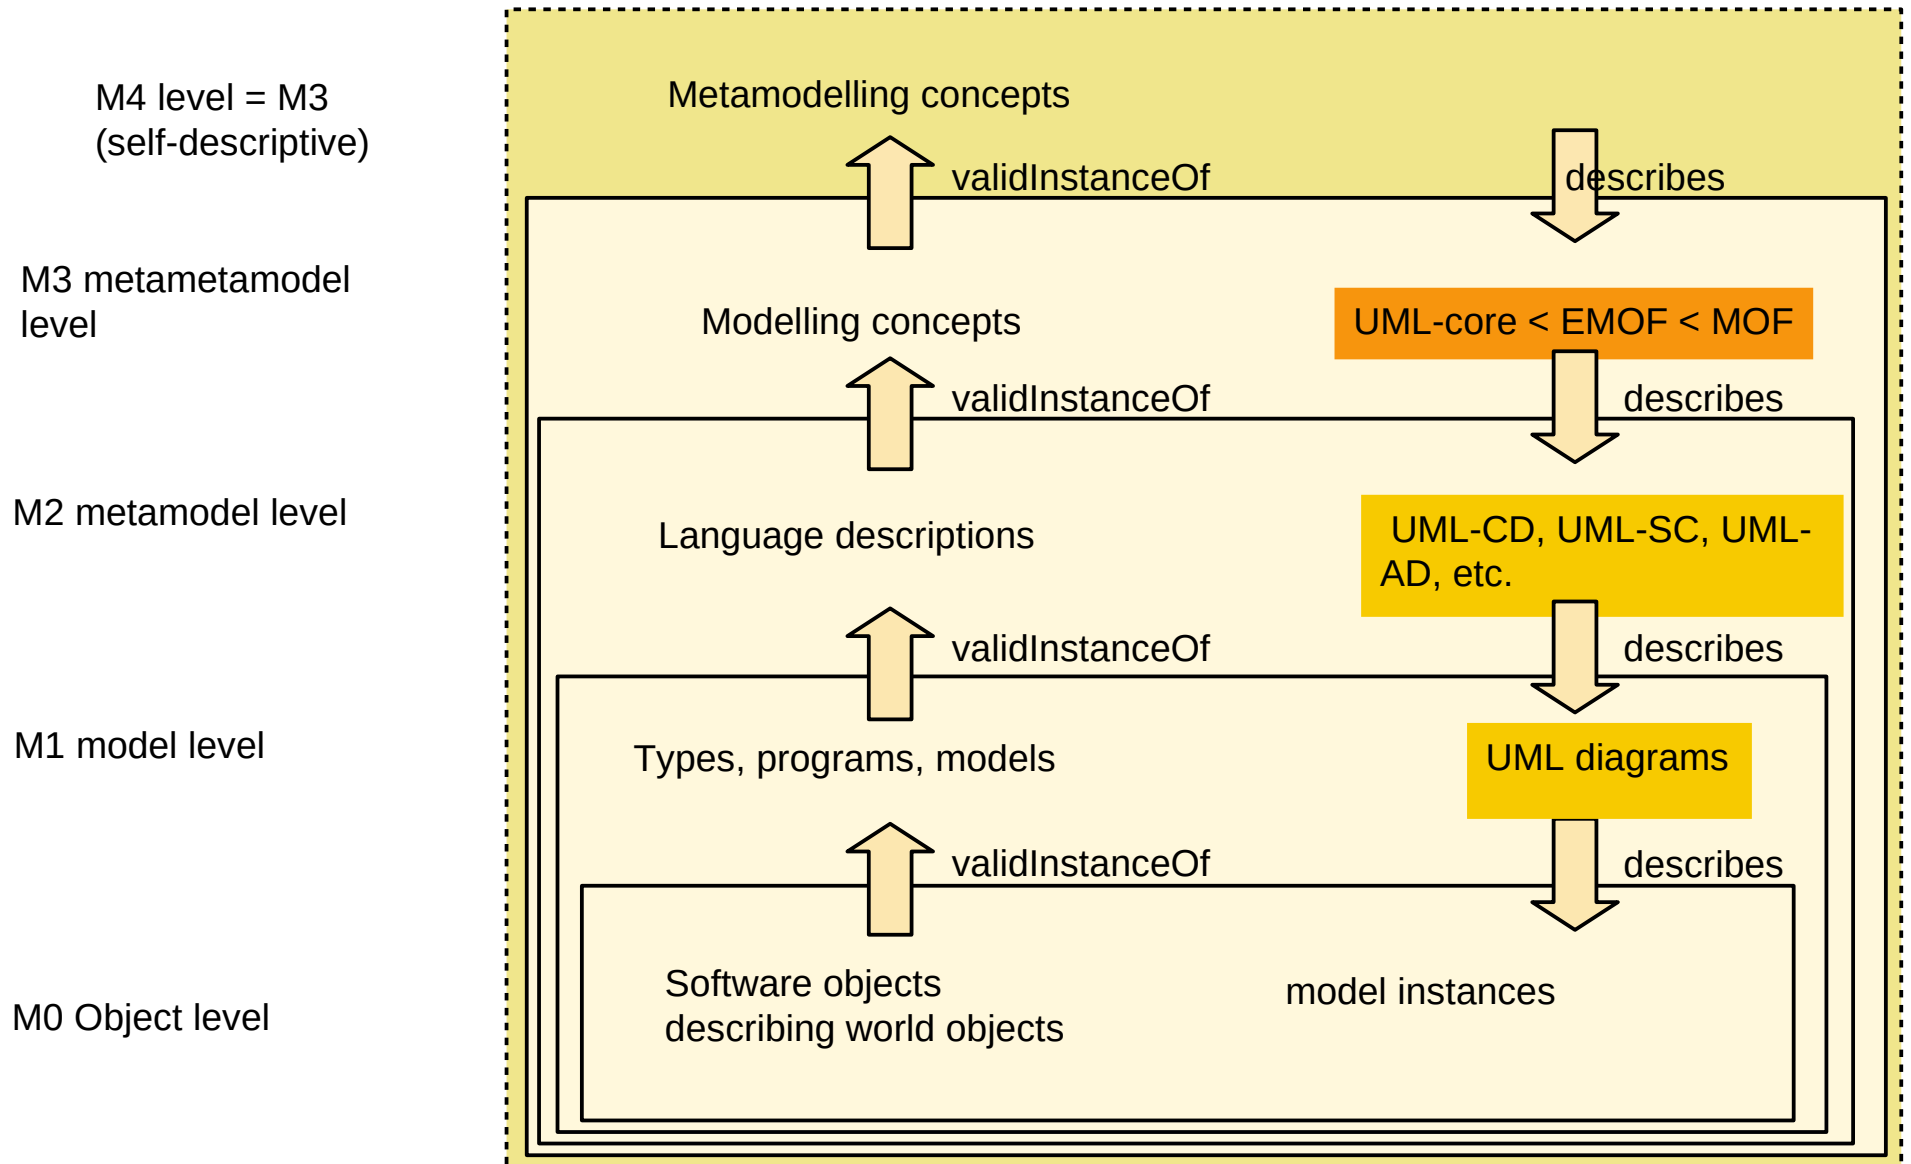 M4 level = M3
(self-descriptive)
Metamodelling concepts
validInstanceOf
describes
M3 metametamodel
level
Modelling concepts
UML-core < EMOF < MOF
validInstanceOf
describes
M2 metamodel level
Language descriptions
UML-CD, UML-SC, UML-
AD, etc.
validInstanceOf
describes
M1 model level
Types, programs, models
UML diagrams
validInstanceOf
describes
M0 Object level
Software objects
describing world objects
model instances